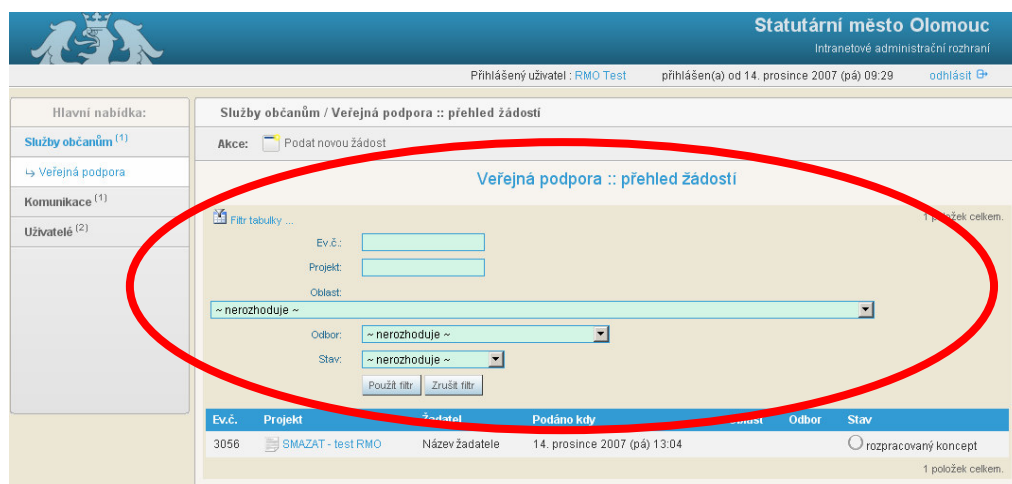 Statutární město Olomouc
Intranetové administrační rozhraní
Přihlášený uživatel : RMO Test přihlášen(a) od 14. prosince 2007 (pá) 09:29 odhlásit
Hlavní nabídka:
Služby občanům (1)
Veřejná podpora
Komunikace (1)
Uživatelé (2)
Služby občanům / Veřejná podpora :: přehled žádostí
Akce: Podat novou žádost
Veřejná podpora :: přehled žádostí
Filtr tabulky ...
1 položek celkem.
Ev.č.:
Projekt:
Oblast:
~ nerozhoduje ~
Odbor: ~ nerozhoduje ~
Stav: ~ nerozhoduje ~
Použít filtr Zrušit filtr
Ev.č. Projekt Žadatel Podáno kdy Oblast Odbor Stav
3056 SMAZAT - test RMO Název žadatele 14. prosince 2007 (pá) 13:04 rozpracovaný koncept
1 položek celkem.